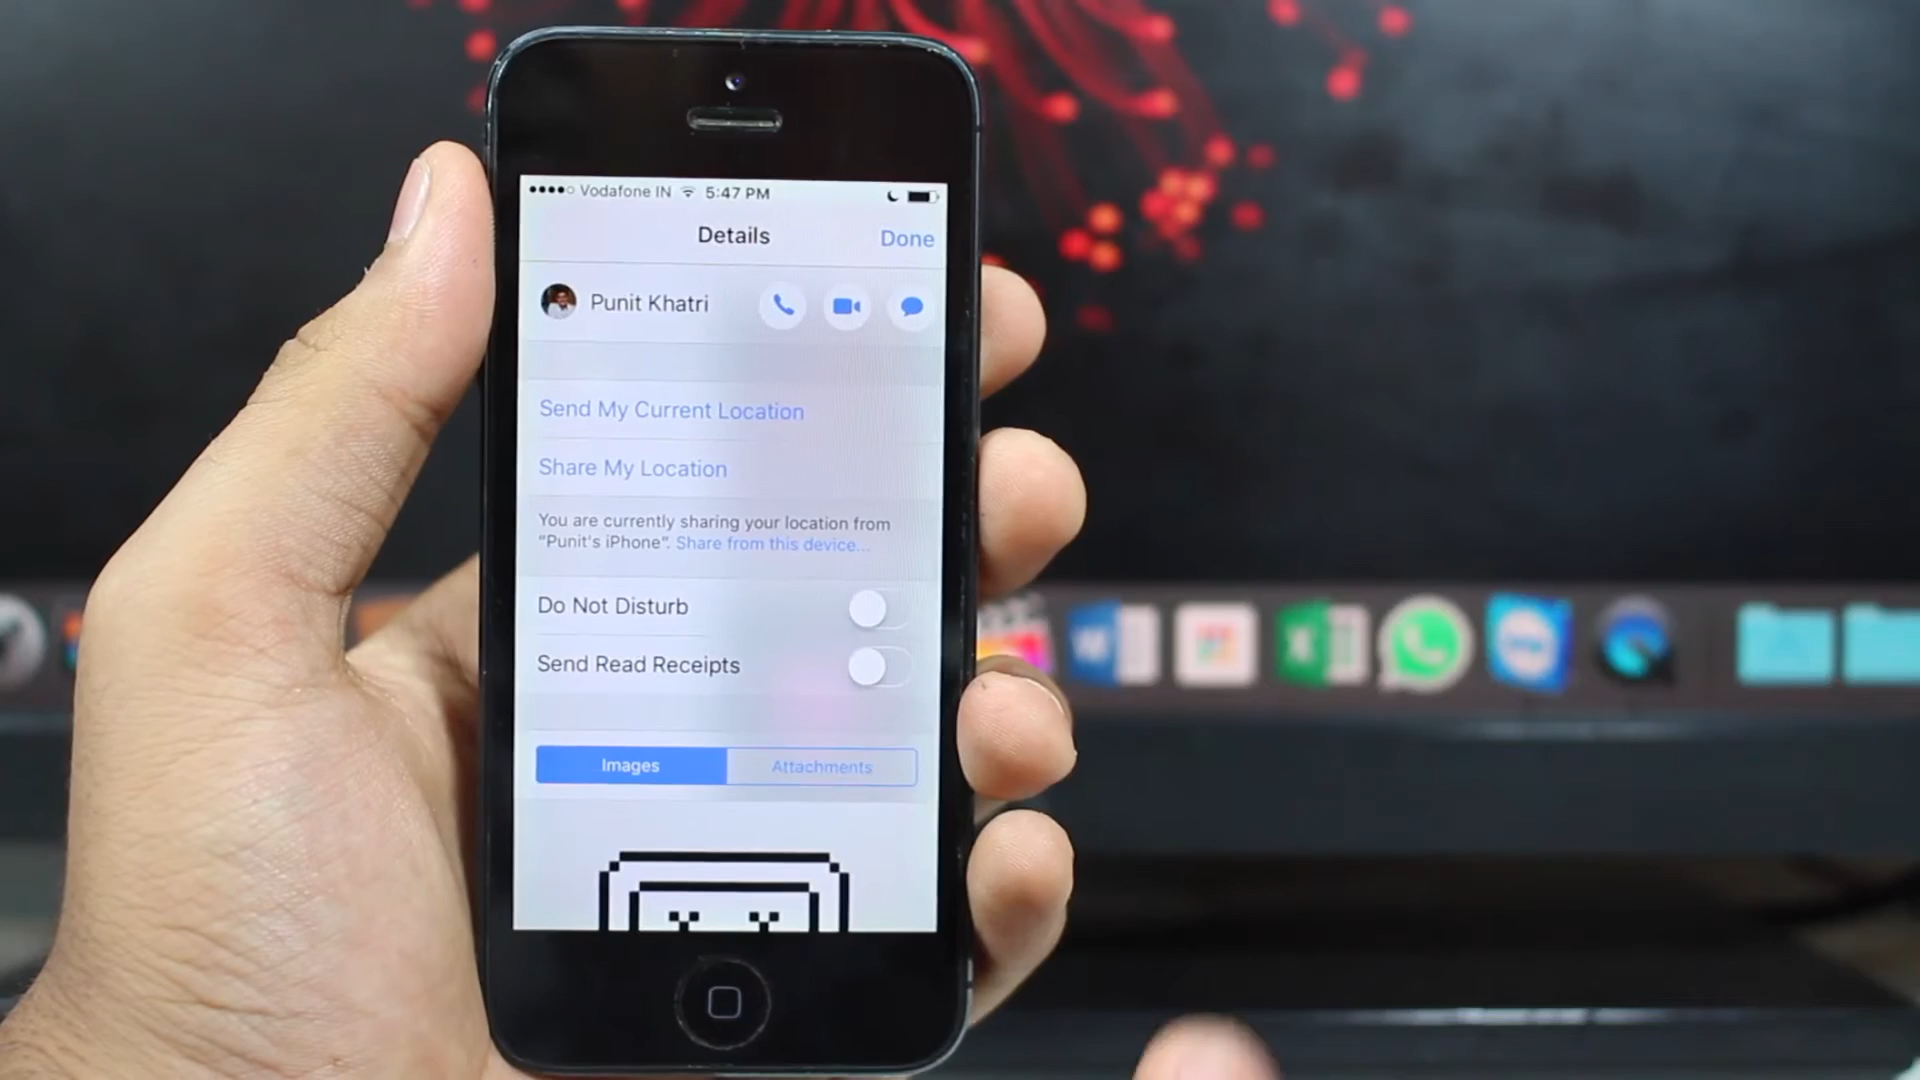 Vodafone IN 5:47 PM
Details
Done
Punit Khatri
Send My Current Location
Share My Location
You are currently sharing your location from
“Punit's iPhone”. Share from this device...
Do Not Disturb
Send Read Receipts
Images
Attachments